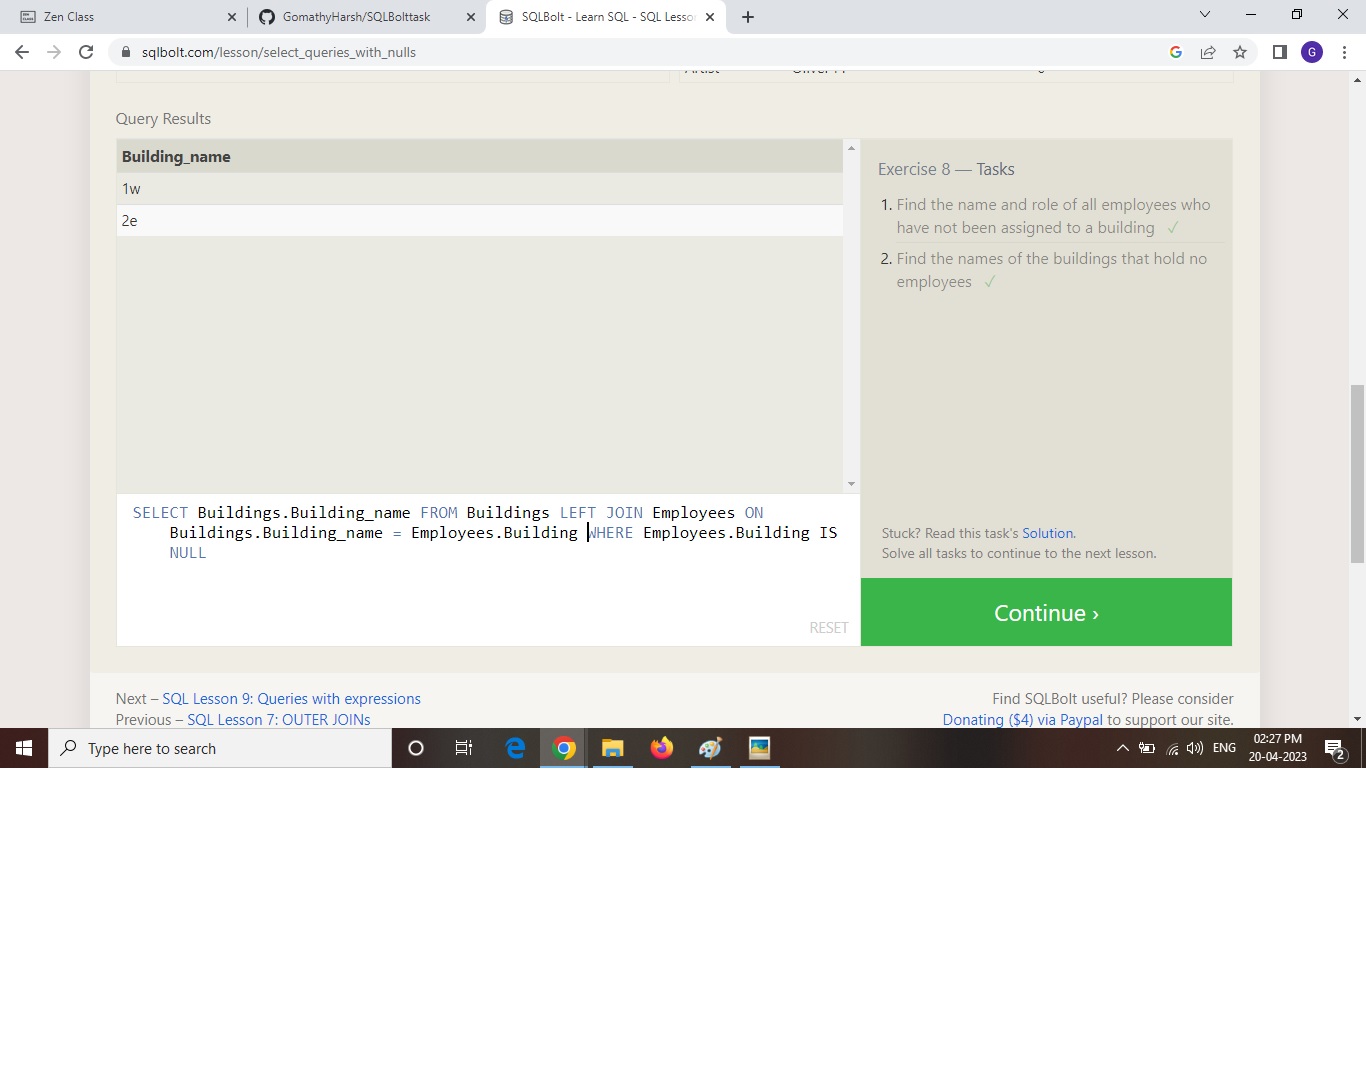 Zen Class
GomathyHarsh/SQLBolttask
SQLBolt - Learn SQL - SQL Lesso
sqlbolt.com/lesson/select_queries_with_nulls
G
Query Results
Building_name
1w
2e
Exercise 8 — Tasks
1. Find the name and role of all employees who
have not been assigned to a building ✓
2. Find the names of the buildings that hold no
employees ✓
SELECT Buildings.Building_name FROM Buildings LEFT JOIN Employees ON
Buildings.Building_name = Employees.Building WHERE Employees.Building IS
NULL
RESET
Stuck? Read this task's Solution.
Solve all tasks to continue to the next lesson.
Continue ›
Next – SQL Lesson 9: Queries with expressions
Previous – SQL Lesson 7: OUTER JOINs
Find SQLBolt useful? Please consider
Donating ($4) via Paypal to support our site.
Type here to search
ENG
02:27 PM
20-04-2023
2